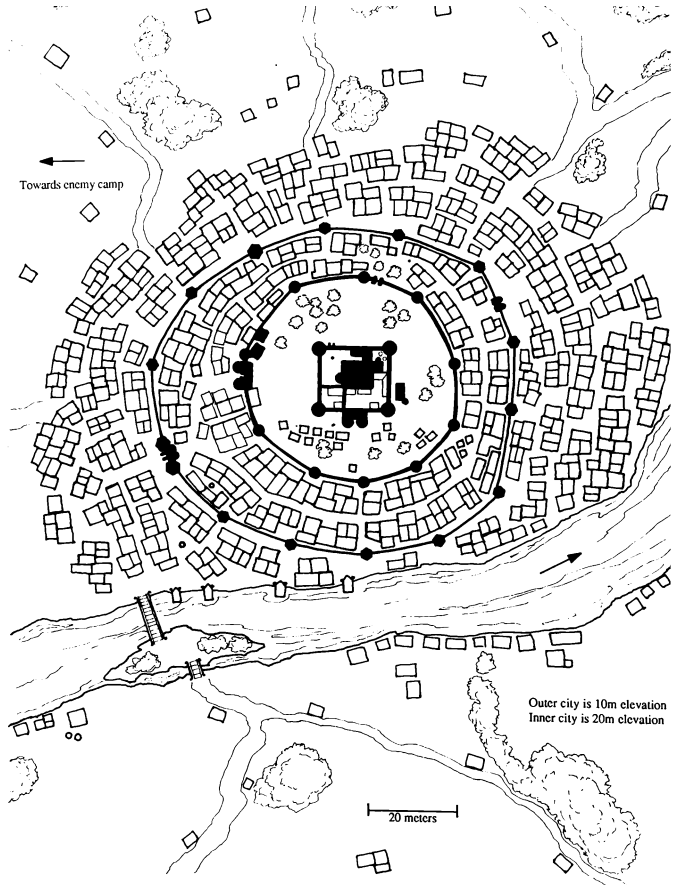 Towards enemy camp
Outer city is 10m elevation
Inner city is 20m elevation
20 meters